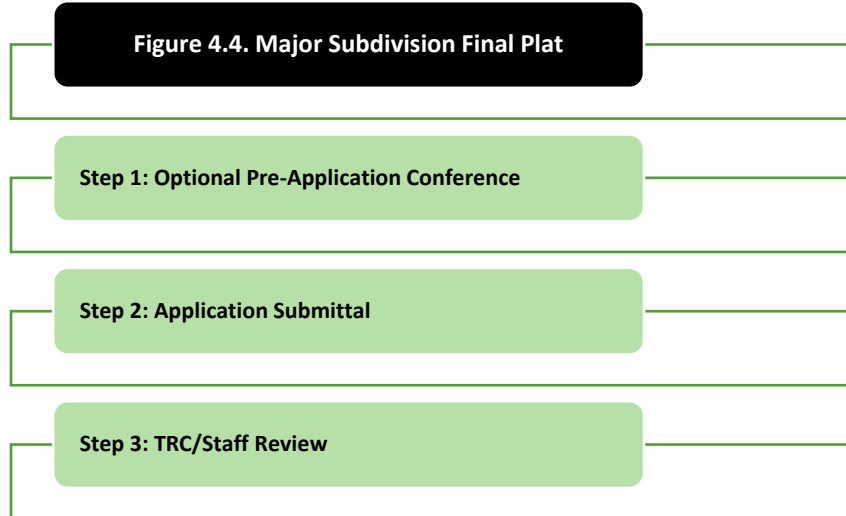 Figure 4.4. Major Subdivision Final Plat
Step 1: Optional Pre-Application Conference
Step 2: Application Submittal
Step 3: TRC/Staff Review